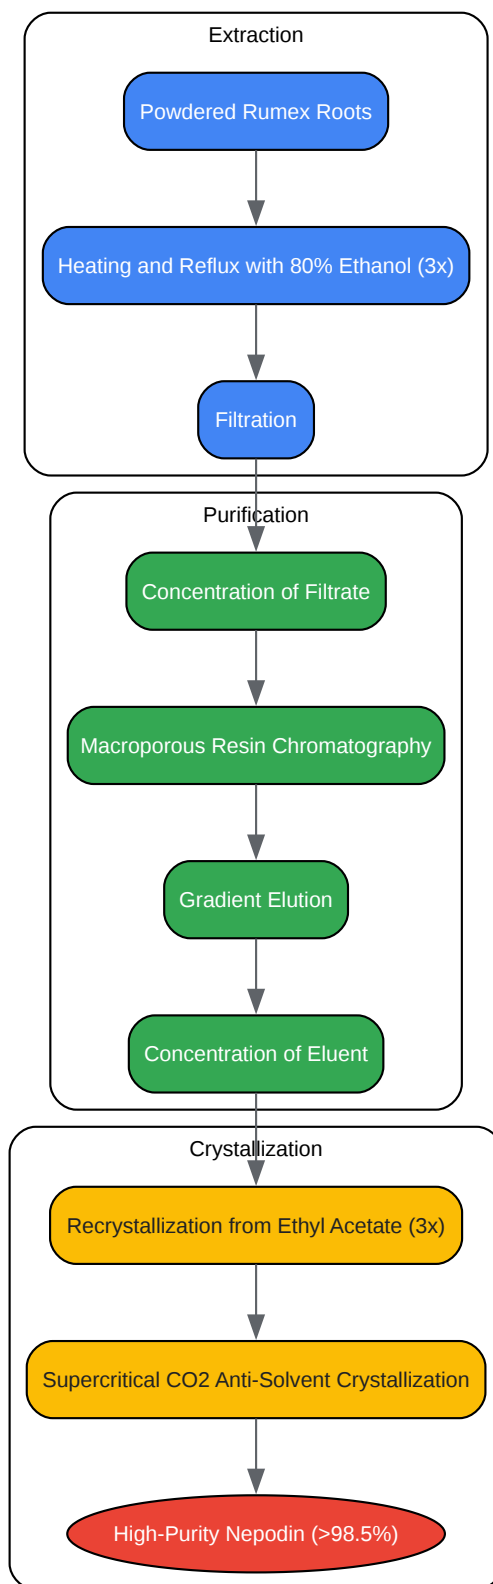 Extraction
Powdered Rumex Roots
Heating and Reflux with 80% Ethanol (3x)
Filtration
Purification
Concentration of Filtrate
Macroporous Resin Chromatography
Gradient Elution
Concentration of Eluent
Crystallization
Recrystallization from Ethyl Acetate (3x)
Supercritical CO2 Anti-Solvent Crystallization
High-Purity Nepodin (>98.5%)